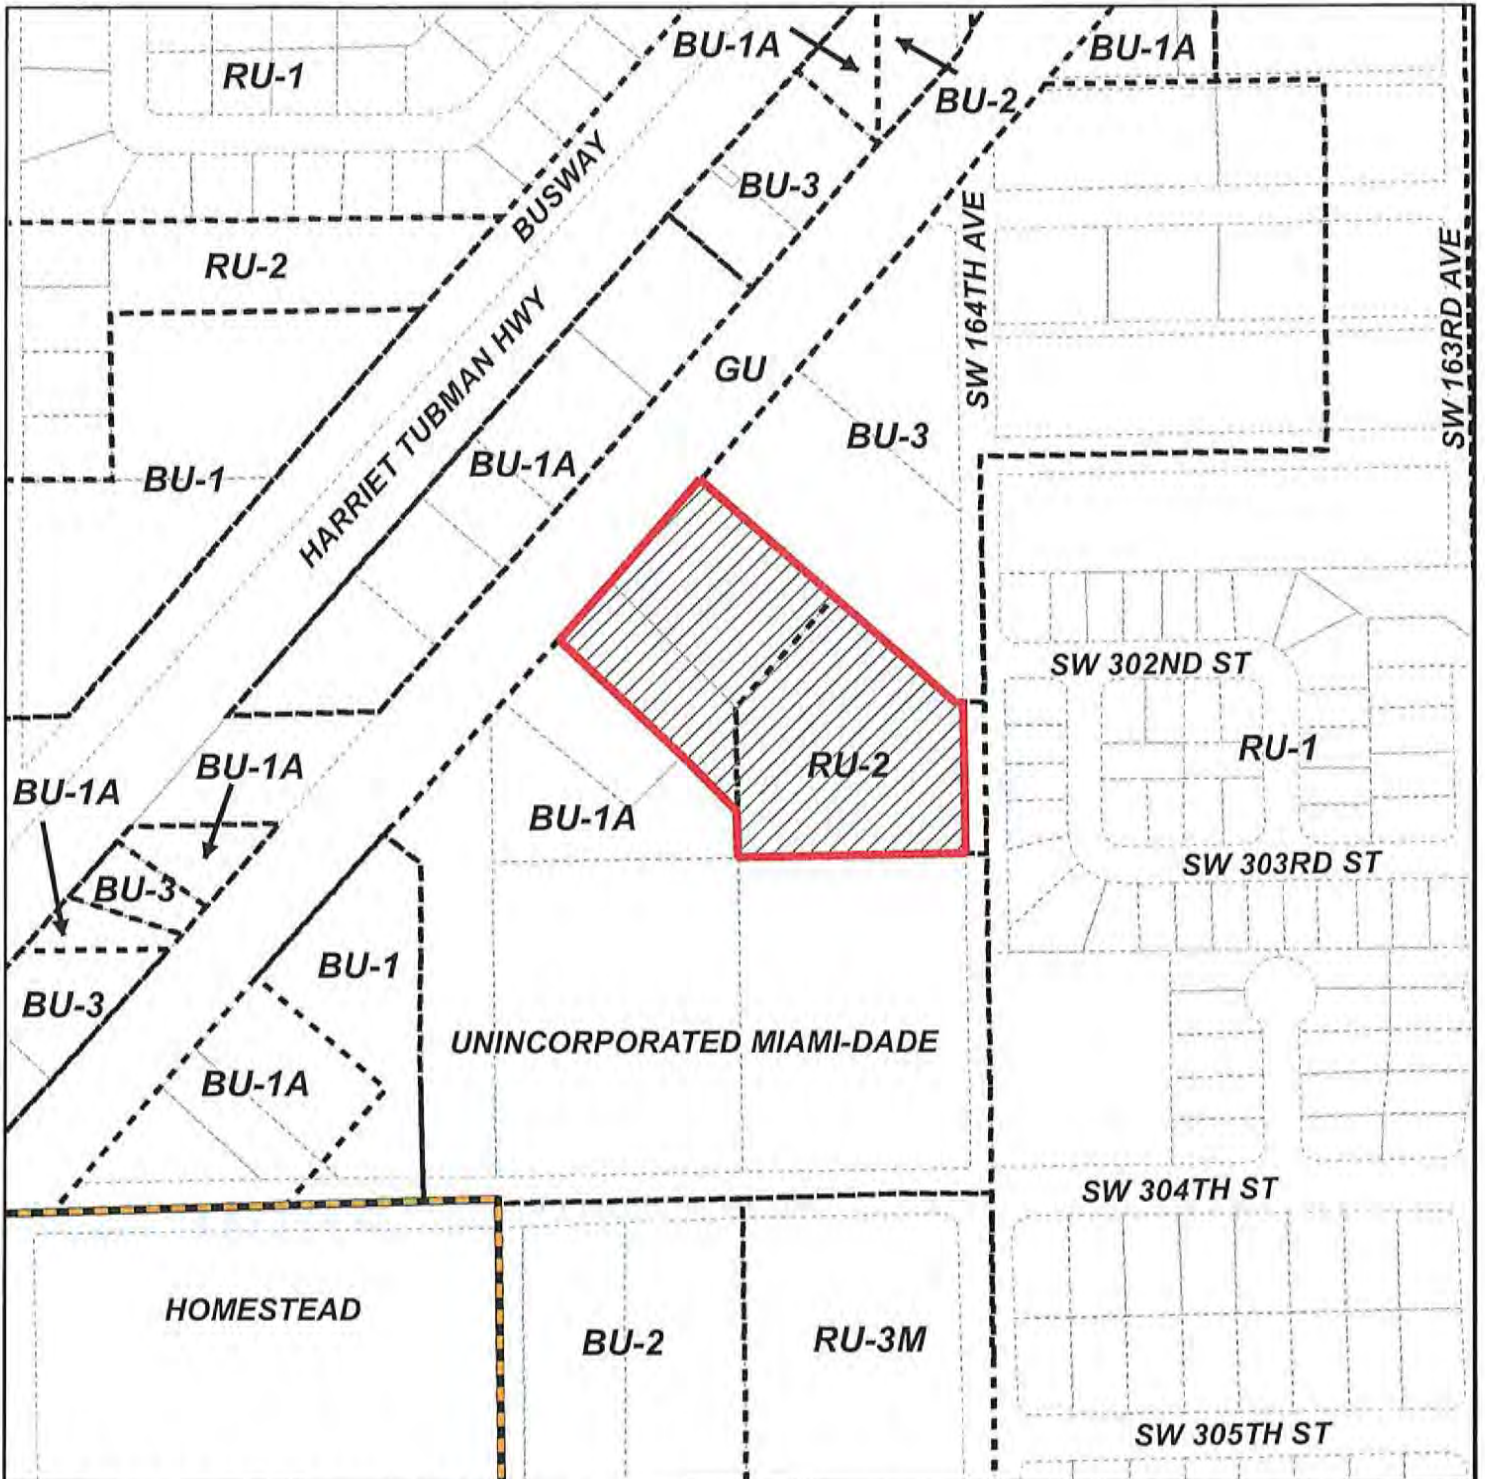 BU-1A
BU-1A
RU-1
BU-2
BUSWAY
BU-3
SW 164TH AVE
RU-2
SW 163RD AVE
HARRIET TUBMAN HWY
GU
BU-3
BU-1A
BU-1
SW 302ND ST
RU-1
BU-1A
RU-2
BU-1A
BU-1A
SW 303RD ST
BU-3
BU-1
BU-3
UNINCORPORATED MIAMI-DADE
BU-1A
SW 304TH ST
HOMESTEAD
BU-2
RU-3M
SW 305TH ST